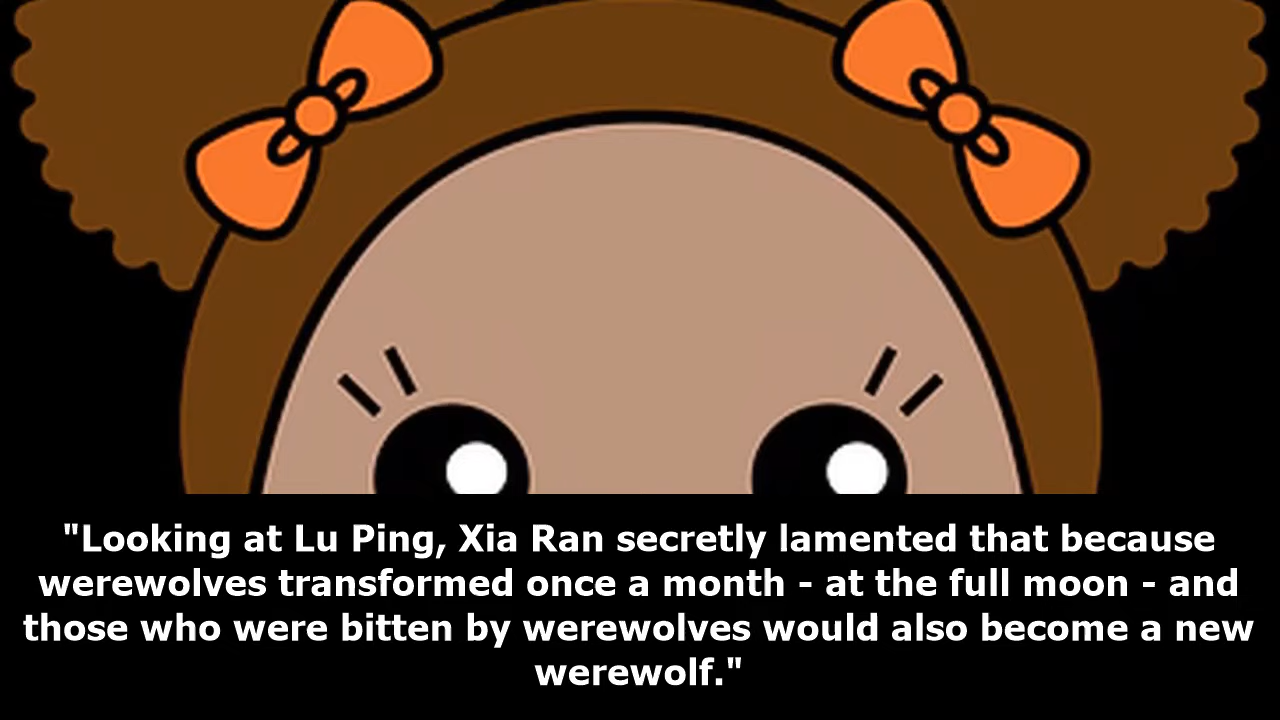 "Looking at Lu Ping, Xia Ran secretly lamented that because
werewolves transformed once a month - at the full moon - and
those who were bitten by werewolves would also become a new
werewolf."